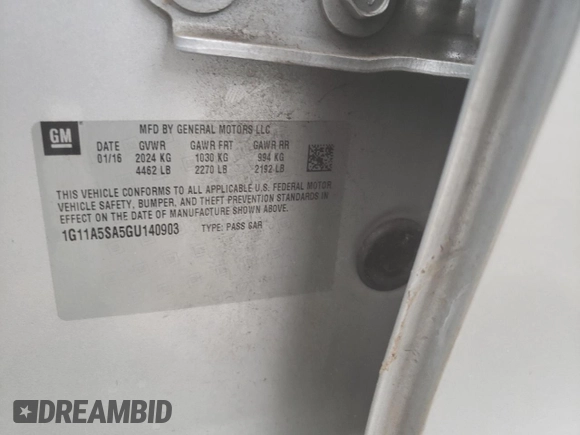 GM
MFD BY GENERAL MOTORS LLC
DATE GVWR GAWR FRT GAWR RR
01/16 2024 KG 1030 KG 994 KG
4462 LB 2270 LB 2192 LB
THIS VEHICLE CONFORMS TO ALL APPLICABLE U.S. FEDERAL MOTOR
VEHICLE SAFETY, BUMPER, AND THEFT PREVENTION STANDARDS IN
EFFECT ON THE DATE OF MANUFACTURE SHOWN ABOVE.
1G11A5SA5GU140903 TYPE: PASS CAR
DREAMBID